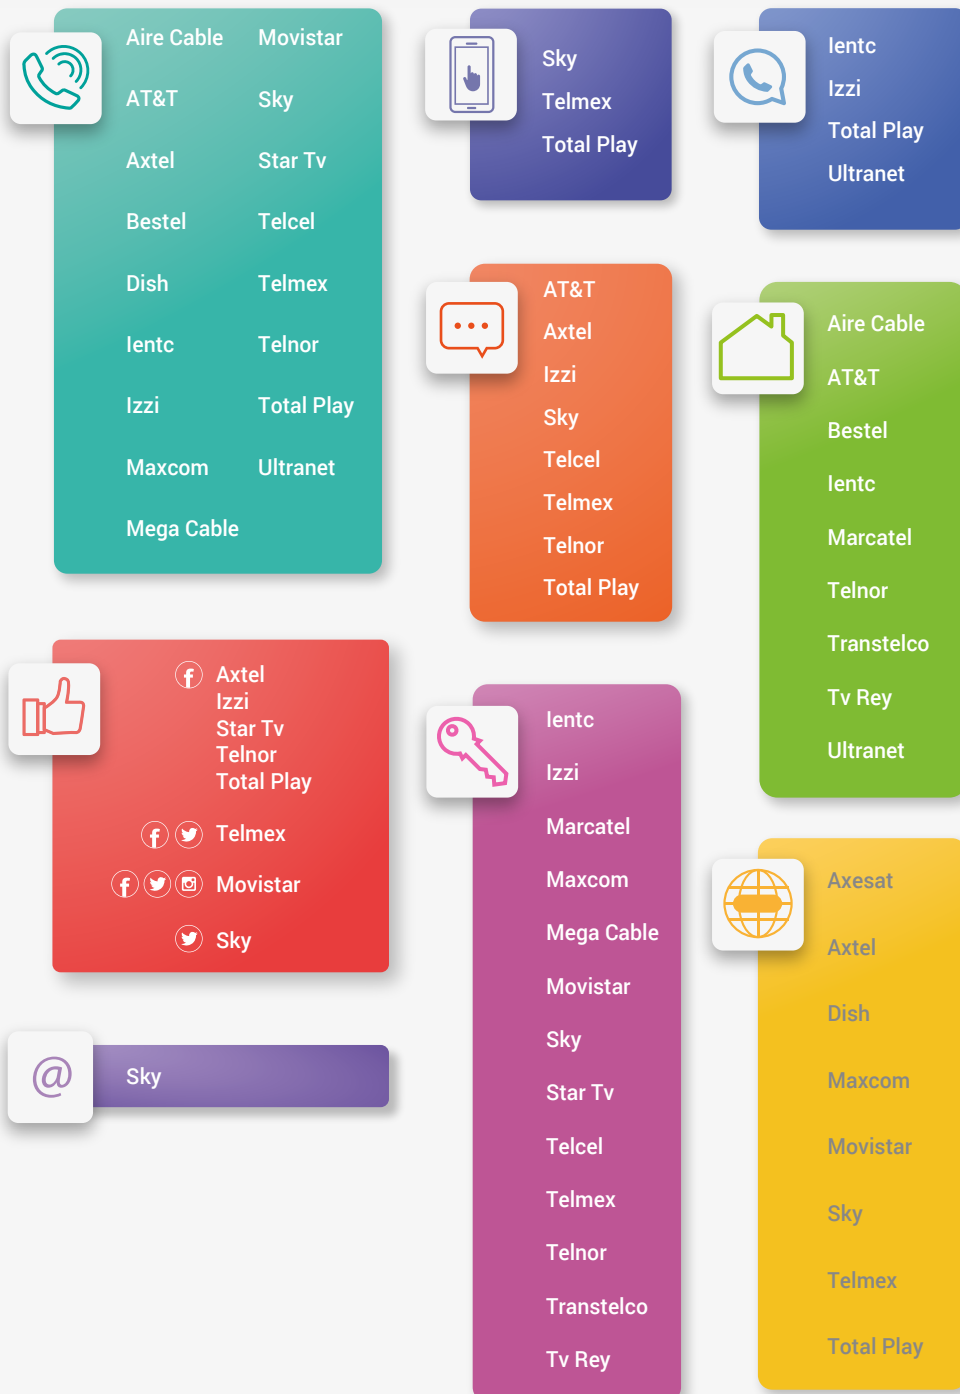 Aire Cable
AT&T
Axtel
Bestel
Dish
Ientc
Izzi
Maxcom
Mega Cable
Movistar
Sky
Star Tv
Telcel
Telmex
Telnor
Total Play
Ultranet
Sky
Telmex
Total Play
Ientc
Izzi
Total Play
Ultranet
AT&T
Axtel
Izzi
Sky
Telcel
Telmex
Telnor
Total Play
Aire Cable
AT&T
Bestel
Ientc
Marcatel
Telnor
Transtelco
Tv Rey
Ultranet
f Axtel
Izzi
Star Tv
Telnor
Total Play
f Telmex
f Movistar
Sky
@ Sky
Ientc
Izzi
Marcatel
Maxcom
Mega Cable
Movistar
Sky
Star Tv
Telcel
Telmex
Telnor
Transtelco
Tv Rey
Axesat
Axtel
Dish
Maxcom
Movistar
Sky
Telmex
Total Play